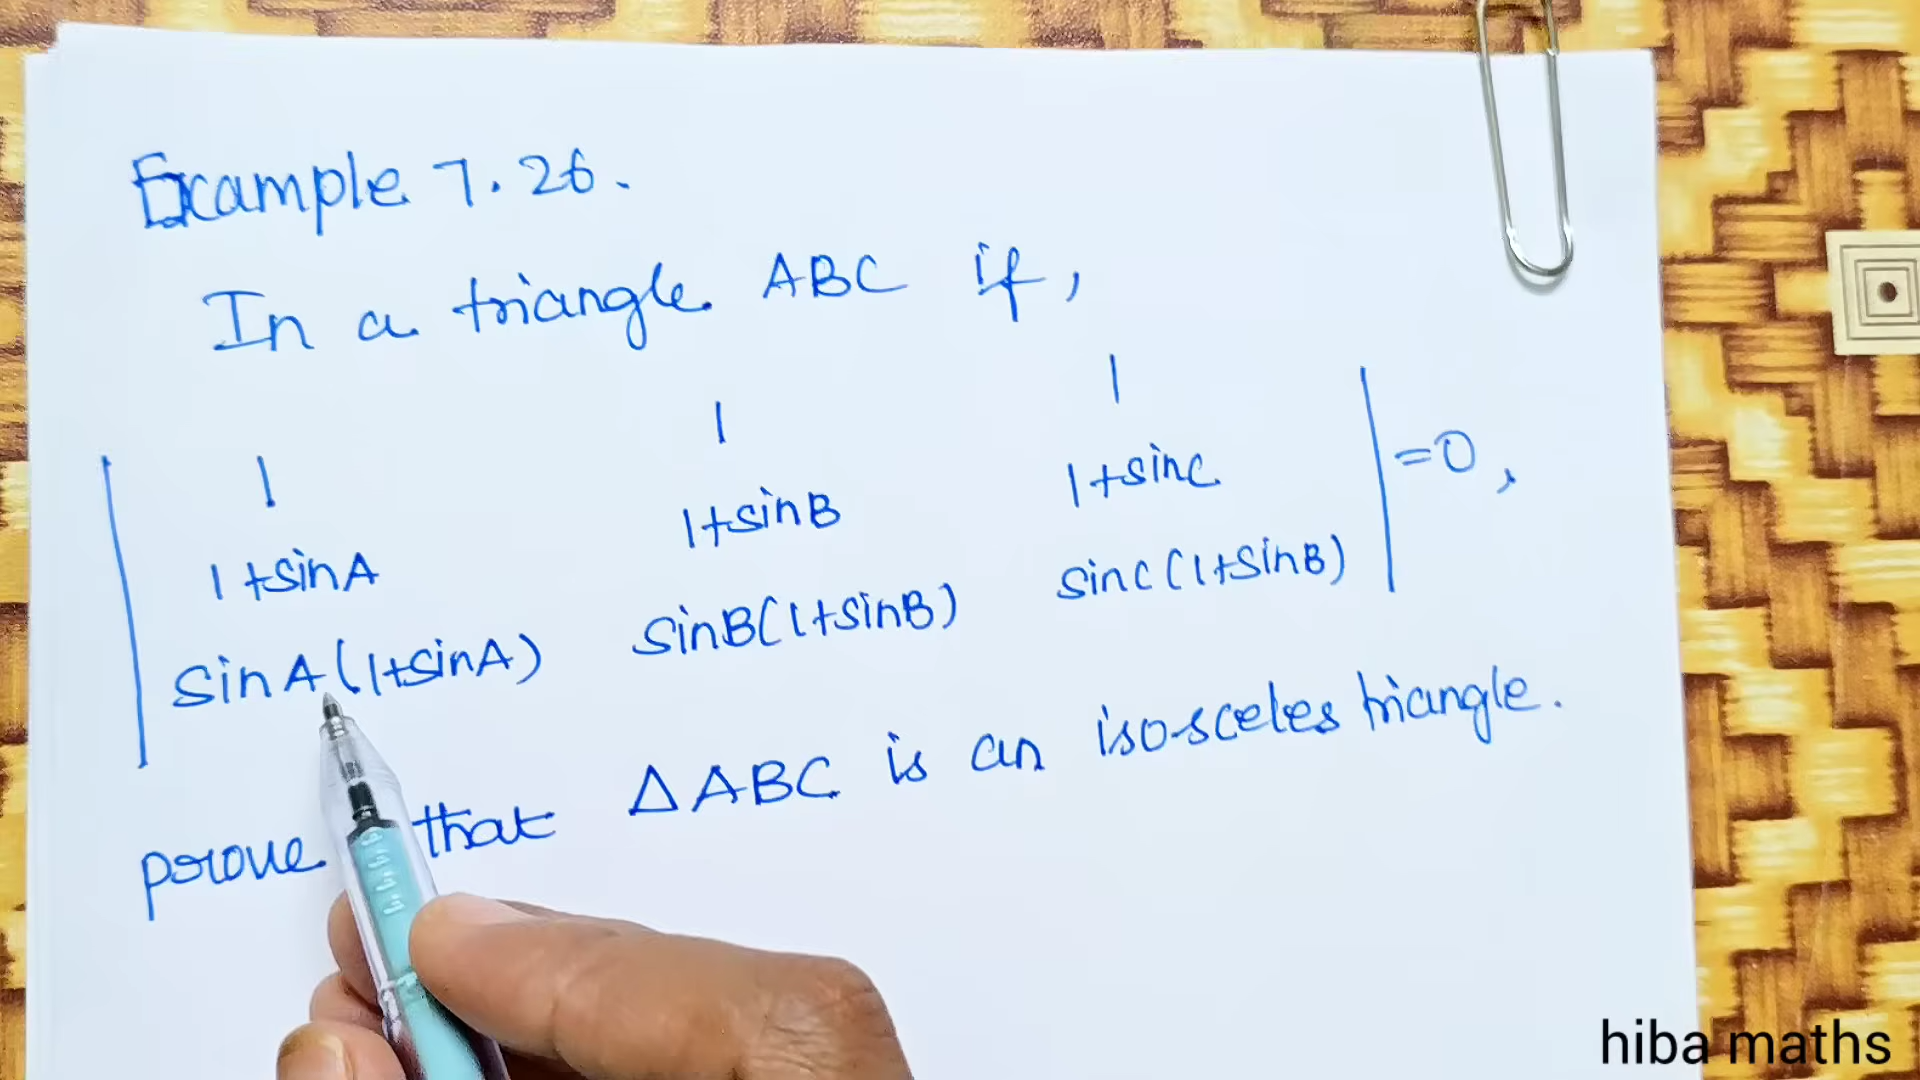 Example 7.26.
In a triangle ABC if,
1 1 1
1+sinA 1+sinB 1+sinC =0,
sinA(1+sinA) sinB(1+sinB) sinC(1+sinB)
prove that ΔABC is an isosceles triangle.
hiba maths